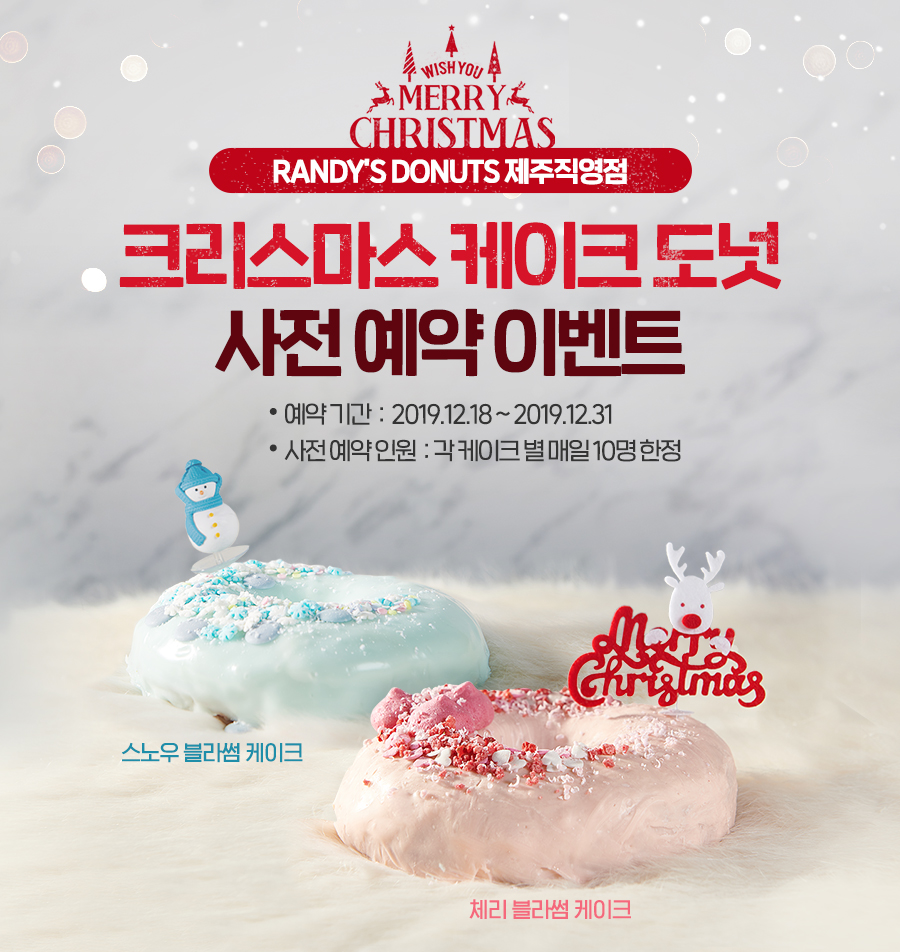 WISH YOU
MERRY
CHRISTMAS
RANDY'S DONUTS 제주직영점
크리스마스 케이크 도넛
사전 예약 이벤트
• 예약 기간 : 2019.12.18 ~ 2019.12.31
• 사전 예약 인원 : 각 케이크 별 매일 10명 한정
Merry
Christmas
스노우 블라썸 케이크
체리 블라썸 케이크